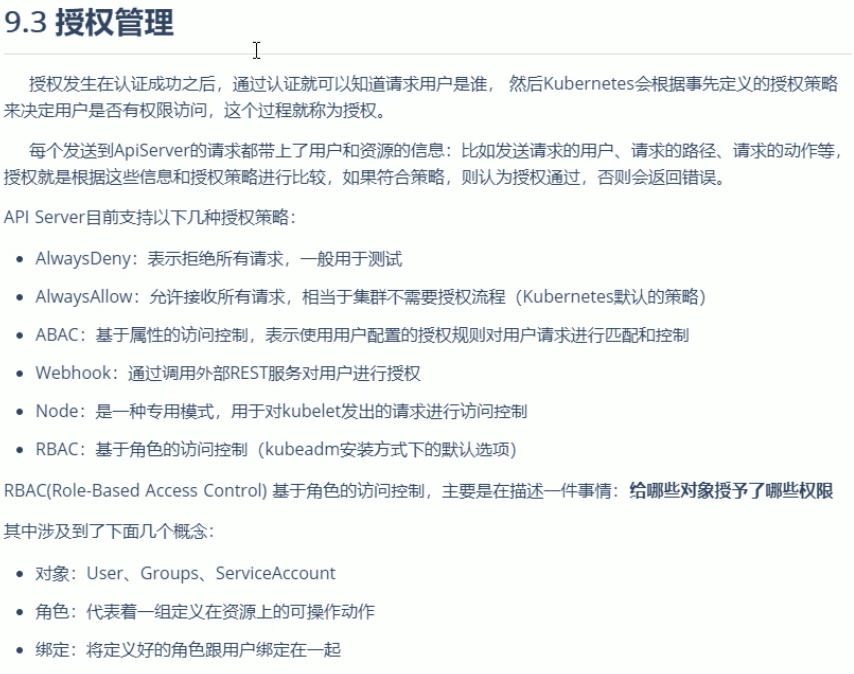 9.3 授权管理
授权发生在认证成功之后，通过认证就可以知道请求用户是谁， 然后Kubernetes会根据事先定义的授权策略
来决定用户是否有权限访问，这个过程就称为授权。
每个发送到ApiServer的请求都带上了用户和资源的信息：比如发送请求的用户、请求的路径、请求的动作等，
授权就是根据这些信息和授权策略进行比较，如果符合策略，则认为授权通过，否则会返回错误。
API Server目前支持以下几种授权策略：
• AlwaysDeny：表示拒绝所有请求，一般用于测试
• AlwaysAllow：允许接收所有请求，相当于集群不需要授权流程（Kubernetes默认的策略）
• ABAC：基于属性的访问控制，表示使用用户配置的授权规则对用户请求进行匹配和控制
• Webhook：通过调用外部REST服务对用户进行授权
• Node：是一种专用模式，用于对kubelet发出的请求进行访问控制
• RBAC：基于角色的访问控制（kubeadm安装方式下的默认选项）
RBAC(Role-Based Access Control) 基于角色的访问控制，主要是在描述一件事情：给哪些对象授予了哪些权限
其中涉及到了下面几个概念：
• 对象：User、Groups、ServiceAccount
• 角色：代表着一组定义在资源上的可操作动作
• 绑定：将定义好的角色跟用户绑定在一起